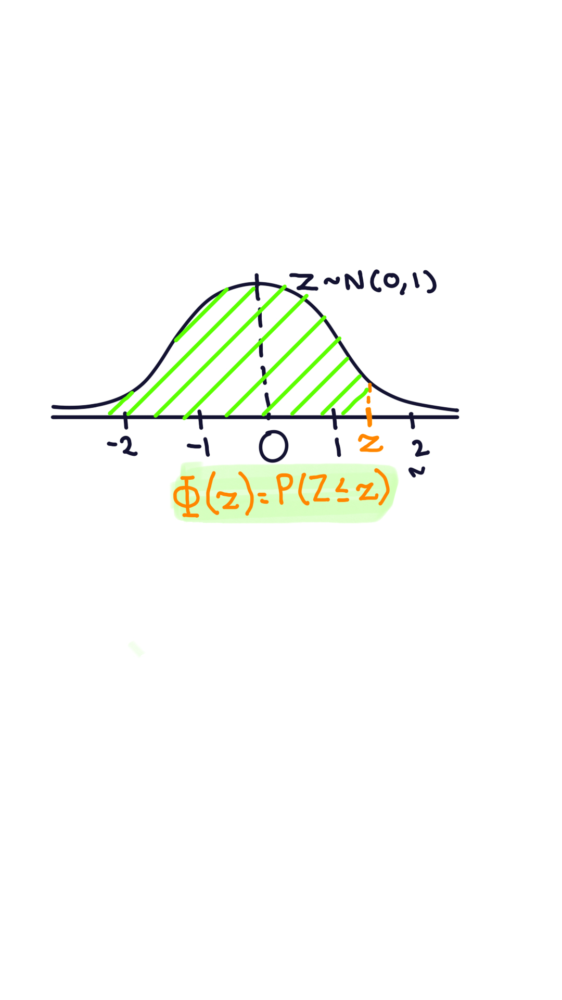 Z ~ N(0,1)
-2 -1 0 1 z 2
z
Φ(z) = P(Z ≤ z)